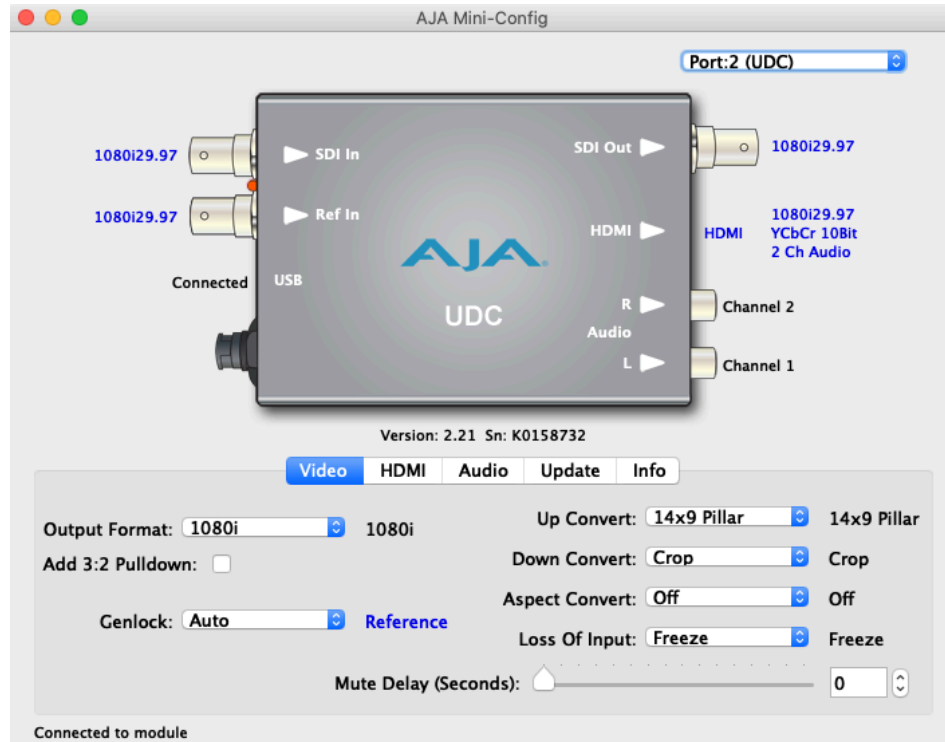 AJA Mini-Config
Port:2 (UDC)
1080i29.97
SDI In
SDI Out
1080i29.97
1080i29.97
Ref In
HDMI
HDMI
1080i29.97
YCbCr 10Bit
2 Ch Audio
Connected
USB
AJA
UDC
R
Channel 2
Audio
L
Channel 1
Version: 2.21 Sn: K0158732
Video HDMI Audio Update Info
Output Format: 1080i 1080i
Add 3:2 Pulldown:
Genlock: Auto Reference
Up Convert: 14x9 Pillar 14x9 Pillar
Down Convert: Crop Crop
Aspect Convert: Off Off
Loss Of Input: Freeze Freeze
Mute Delay (Seconds): 0
Connected to module